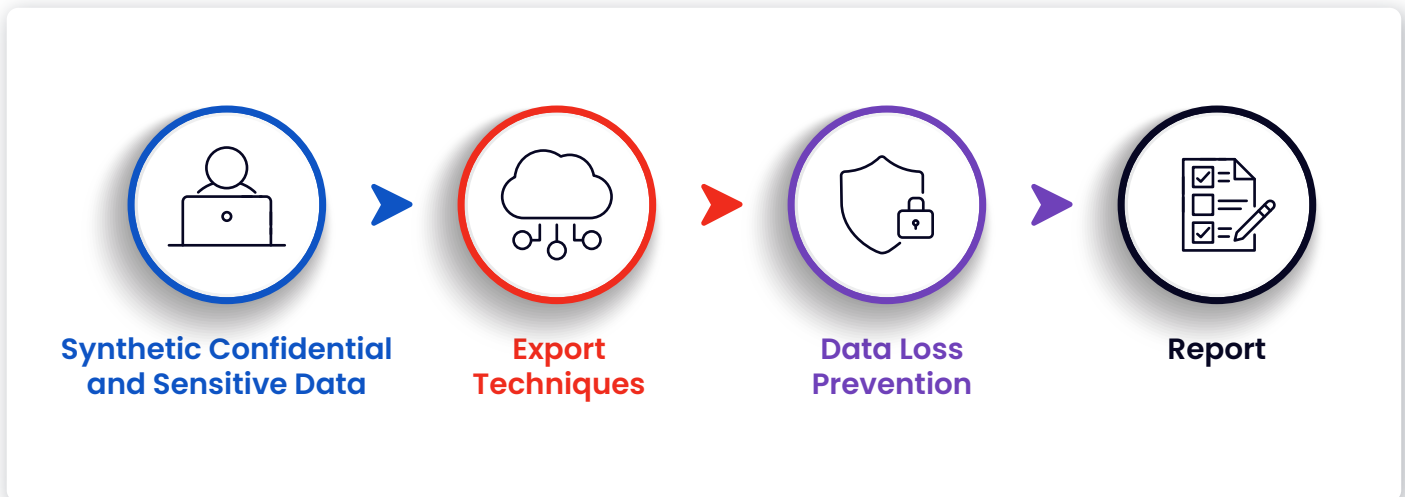 Synthetic Confidential
and Sensitive Data
Export
Techniques
Data Loss
Prevention
Report